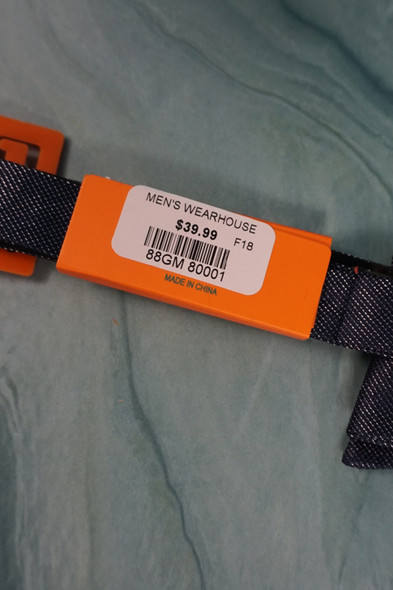 MEN'S WEARHOUSE
$39.99 F18
88GM 80001
MADE IN CHINA